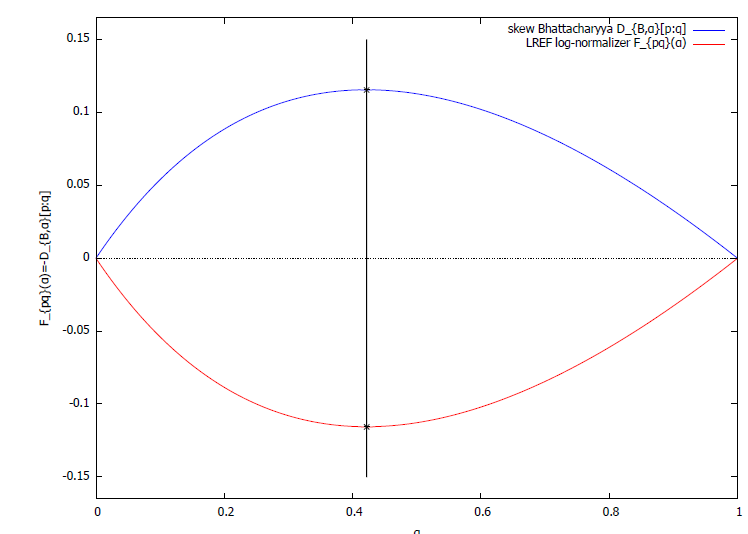 skew Bhattacharyya D_{B,α}[p:q]
LREF log-normalizer F_{pq}(α)
F_{pq}(α)=-D_{B,α}[p:q]
0.15
0.1
0.05
0
-0.05
-0.1
-0.15
0 0.2 0.4 0.6 0.8 1